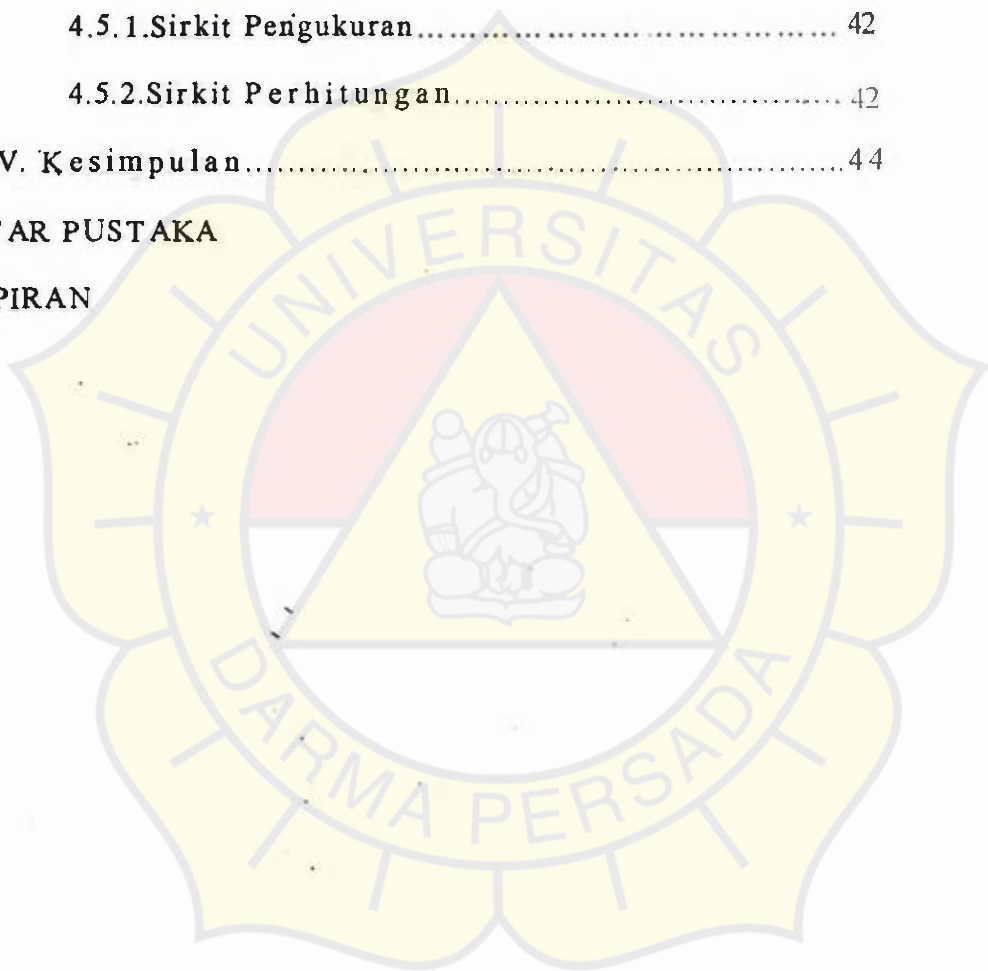 4.5.1.Sirkit Pengukuran............................................. 42
4.5.2.Sirkit Perhitungan............................................. 42
V. Kesimpulan............................................................44
AR PUSTAKA
PIRAN
UNIVERSITAS
DARMA PERSADA